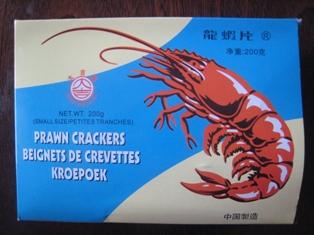 龍蝦片 ®
净重:200克
NET.WT. 200g
(SMALL SIZE/PETITES TRANCHES)
PRAWN CRACKERS
BEIGNETS DE CREVETTES
KROEPOEK
中国製造